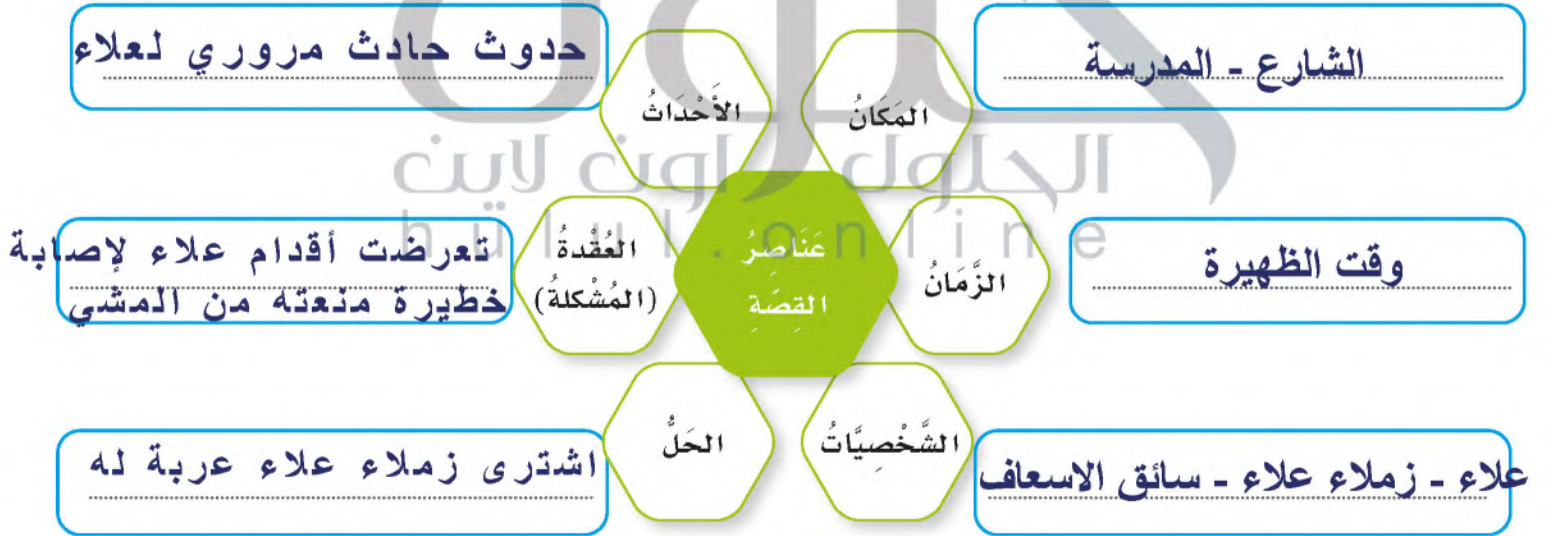 الشارع - المدرسة
المَكَانُ
الأَحْدَاثُ
حدوث حادث مروري لعلاء
الحلول اون لاين
hulul.online
وقت الظهيرة
الزَّمَانُ
عَنَاصِرُ
القِصَّةِ
العُقْدةُ
(المُشْكلةُ)
تعرضت أقدام علاء لإصابة
خطيرة منعته من المشي
علاء - زملاء علاء - سائق الاسعاف
الشَّخْصِيَّاتُ
الحَلُّ
اشترى زملاء علاء عربة له